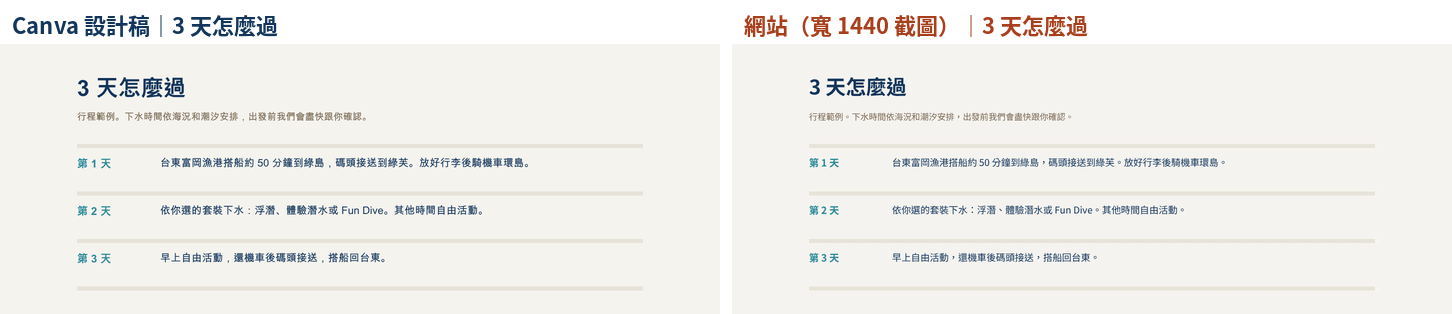 Canva 設計稿｜3 天怎麼過
3 天怎麼過
行程範例。下水時間依海況和潮汐安排，出發前我們會盡快跟你確認。
第 1 天 台東富岡漁港搭船約 50 分鐘到綠島，碼頭接送到綠芙。放好行李後騎機車環島。
第 2 天 依你選的套裝下水：浮潛、體驗潛水或 Fun Dive。其他時間自由活動。
第 3 天 早上自由活動，還機車後碼頭接送，搭船回台東。
網站（寬 1440 截圖）｜3 天怎麼過
3 天怎麼過
行程範例。下水時間依海況和潮汐安排，出發前我們會盡快跟你確認。
第 1 天 台東富岡漁港搭船約 50 分鐘到綠島，碼頭接送到綠芙。放好行李後騎機車環島。
第 2 天 依你選的套裝下水：浮潛、體驗潛水或 Fun Dive。其他時間自由活動。
第 3 天 早上自由活動，還機車後碼頭接送，搭船回台東。